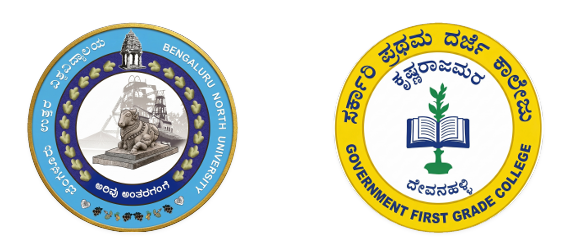 ಬೆಂಗಳೂರು ಉತ್ತರ ವಿಶ್ವವಿದ್ಯಾಲಯ
BENGALURU NORTH UNIVERSITY
ಅರಿವು ಅಂತರಗಂಗೆ
ಸರ್ಕಾರಿ ಪ್ರಥಮ ದರ್ಜೆ ಕಾಲೇಜು
ಕೃಷ್ಣರಾಜಪುರ
ದೇವನಹಳ್ಳಿ
GOVERNMENT FIRST GRADE COLLEGE